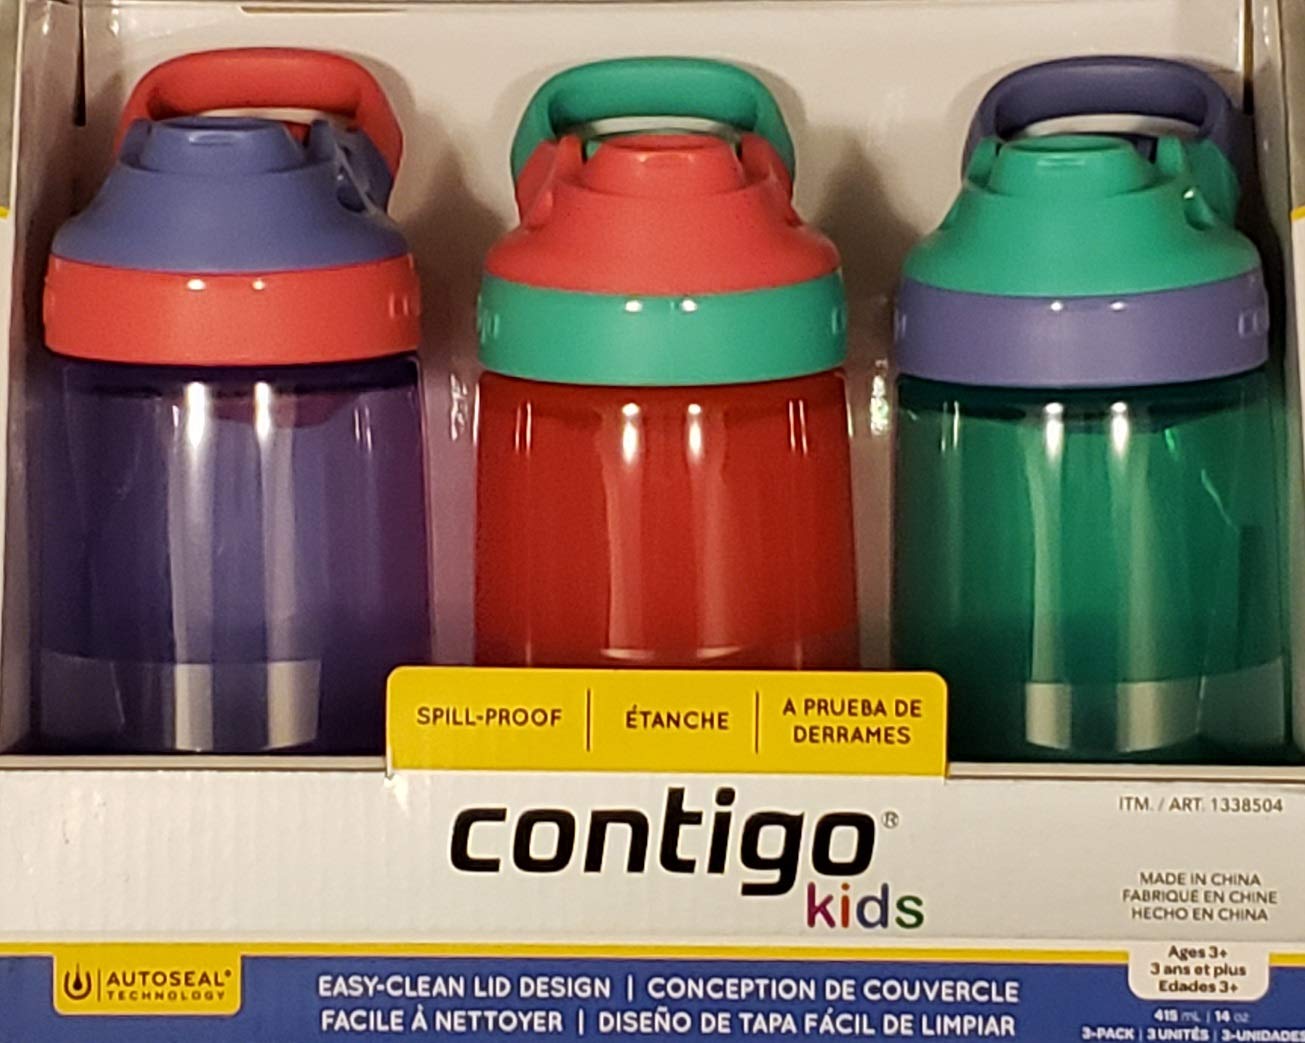 SPILL-PROOF | ÉTANCHE | A PRUEBA DE
DERRAMES
contigo®
kids
ITM. / ART. 1338504
MADE IN CHINA
FABRIQUÉ EN CHINE
HECHO EN CHINA
Ages 3+
3 ans et plus
Edades 3+
AUTOSEAL®
TECHNOLOGY
EASY-CLEAN LID DESIGN | CONCEPTION DE COUVERCLE
FACILE À NETTOYER | DISEÑO DE TAPA FÁCIL DE LIMPIAR
415 mL | 14 oz
3-PACK | 3 UNITÉS | 3-UNIDADES